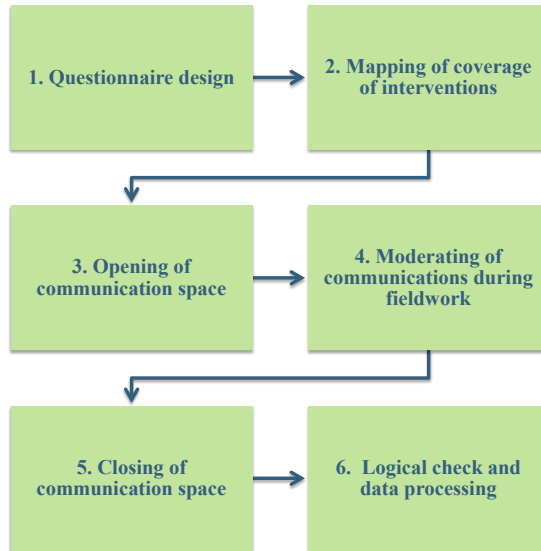 1. Questionnaire design
2. Mapping of coverage
of interventions
3. Opening of
communication space
4. Moderating of
communications during
fieldwork
5. Closing of
communication space
6. Logical check and
data processing